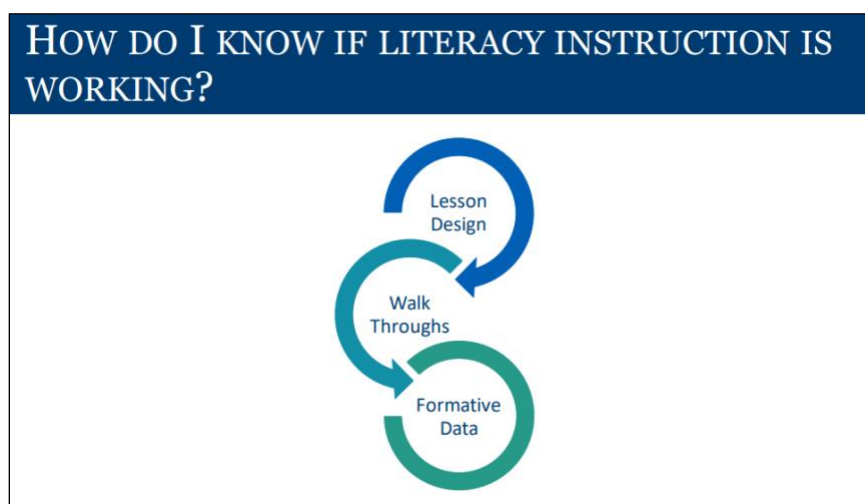 HOW DO I KNOW IF LITERACY INSTRUCTION IS
WORKING?
Lesson
Design
Walk
Throughs
Formative
Data